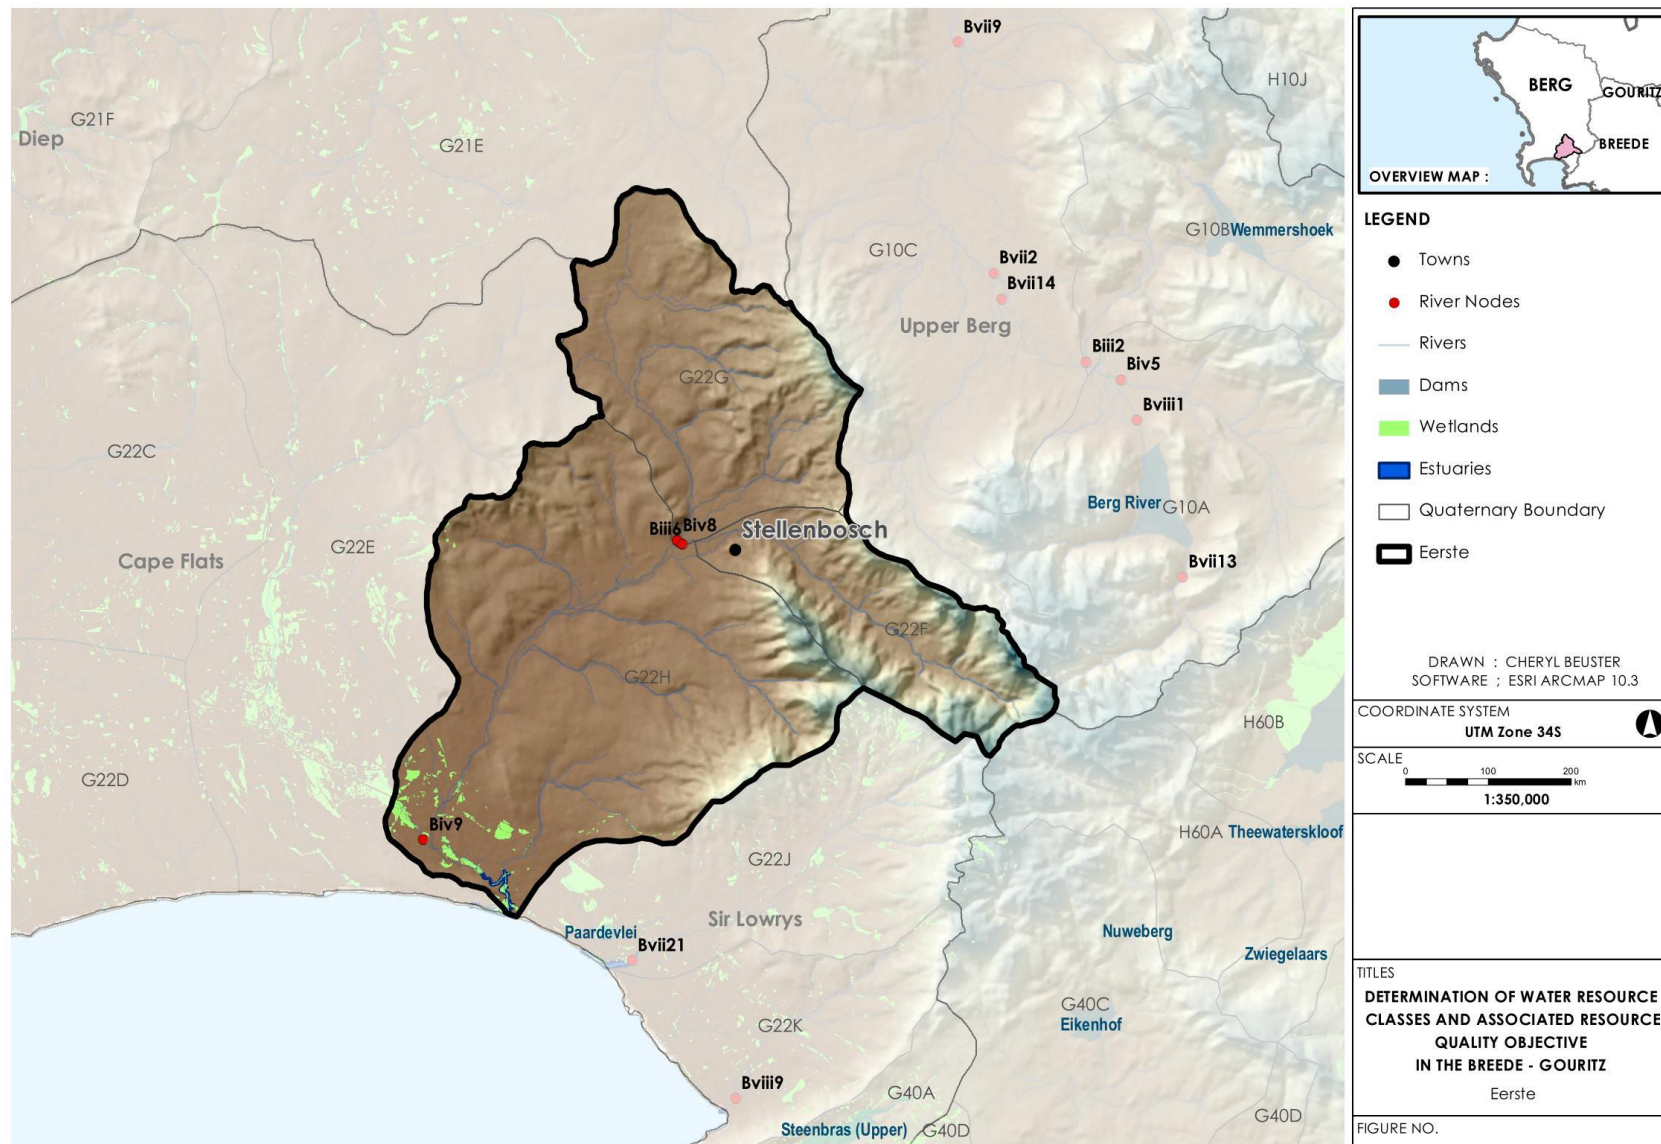 Bvii9
H10J
G21F
Diep
G21E
G10B
Wemmershoek
G10C
Bvii2
Bvii14
Upper Berg
Biii2
Biv5
G22G
Bviii1
G22C
Berg River
G10A
Biii6
Biv8
Stellenbosch
G22E
Cape Flats
Bvii13
G22F
G22H
H60B
G22D
Biv9
H60A
Theewaterskloof
G22J
Sir Lowrys
Paardevlei
Bvii21
Nuweberg
Zwiegelaars
G40C
Eikenhof
G22K
Bviii9
G40A
G40D
Steenbras (Upper)
G40D
BERG
GOURITZ
BREEDE
OVERVIEW MAP :
LEGEND
Towns
River Nodes
Rivers
Dams
Wetlands
Estuaries
Quaternary Boundary
Eerste
DRAWN : CHERYL BEUSTER
SOFTWARE ; ESRI ARCMAP 10.3
COORDINATE SYSTEM
UTM Zone 34S
SCALE
0 100 200
km
1:350,000
TITLES
DETERMINATION OF WATER RESOURCE
CLASSES AND ASSOCIATED RESOURCE
QUALITY OBJECTIVE
IN THE BREEDE - GOURITZ
Eerste
FIGURE NO.